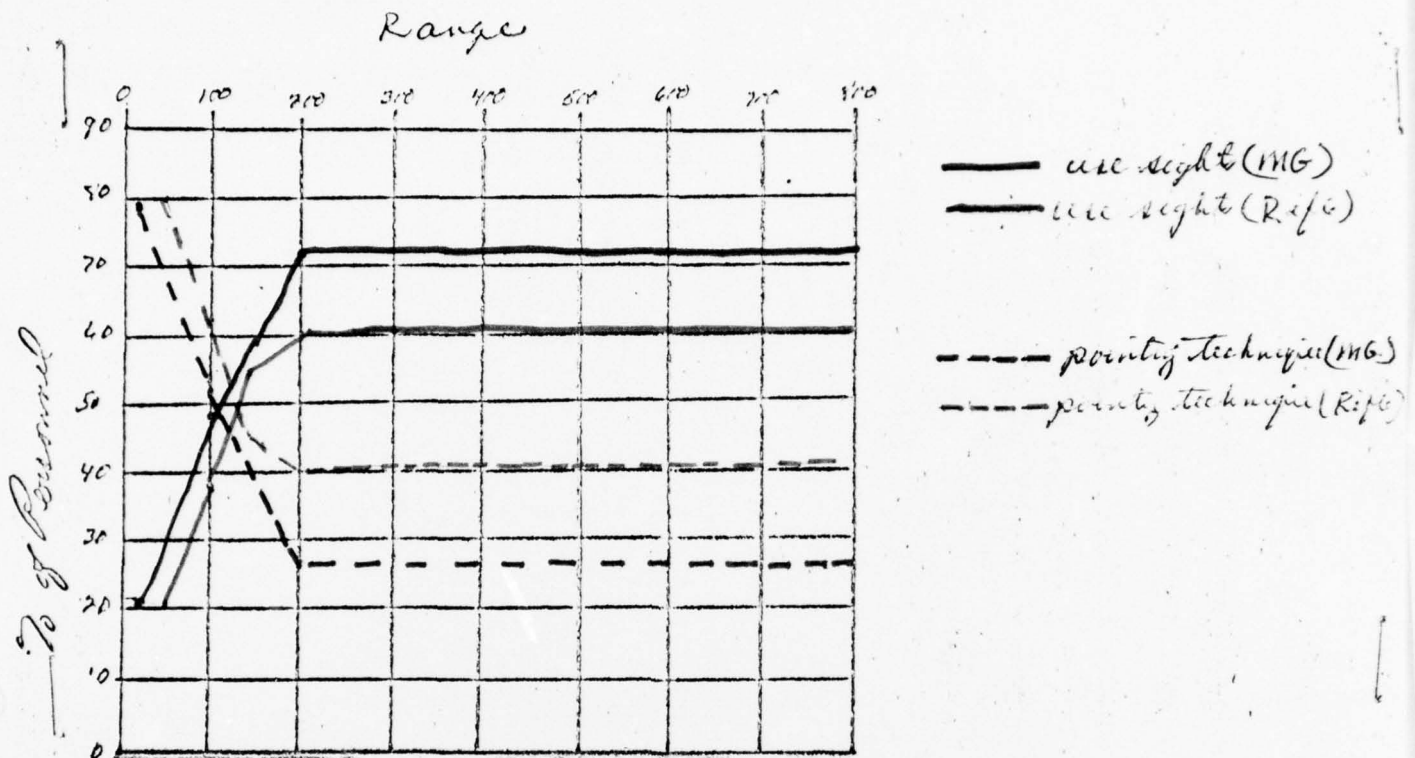 Range
0 100 200 300 400 500 600 700 800
90
80
70
60
50
40
30
20
10
0
% of Personnel
use sight (MG)
use sight (Rifle)
pointing technique (MG)
pointing technique (Rifle)